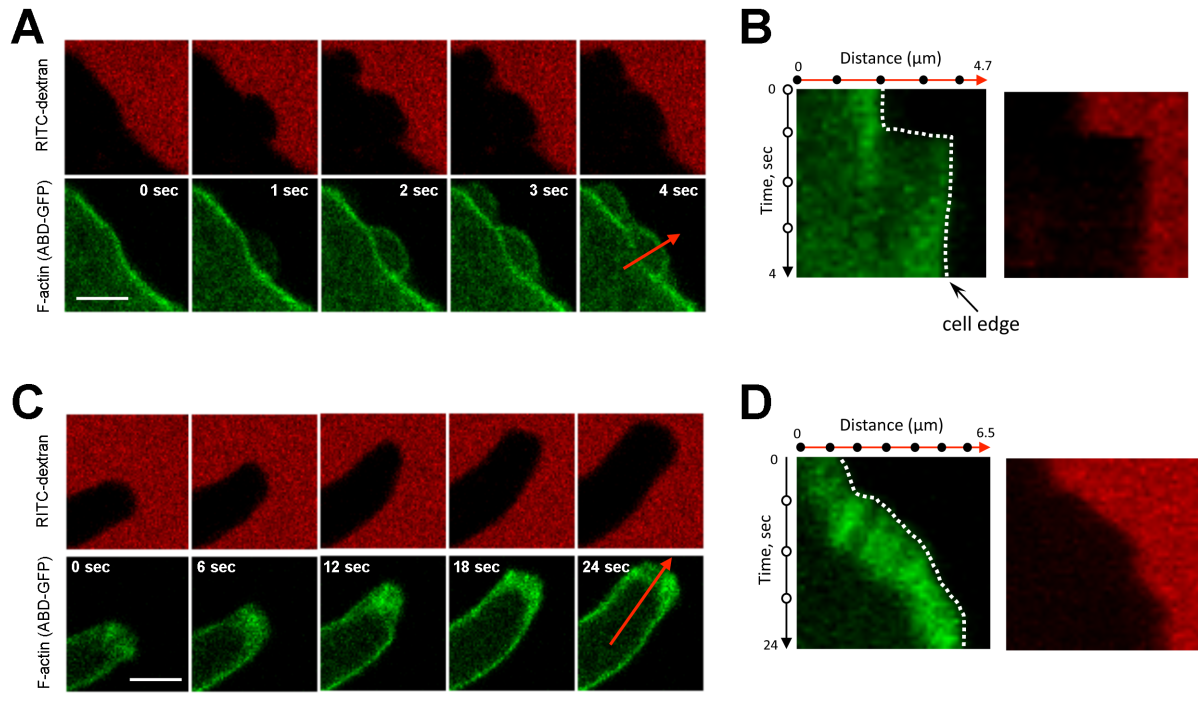 A
RITC-dextran
F-actin (ABD-GFP)
0 sec
1 sec
2 sec
3 sec
4 sec
B
Distance (µm)
0
4.7
0
Time, sec
4
cell edge
C
RITC-dextran
F-actin (ABD-GFP)
0 sec
6 sec
12 sec
18 sec
24 sec
D
Distance (µm)
0
6.5
0
Time, sec
24